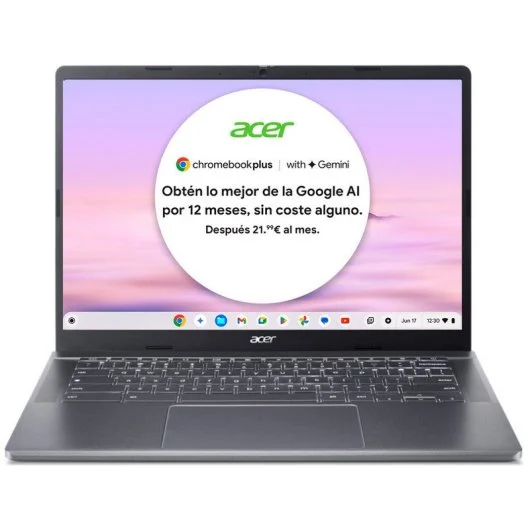 acer
chromebookplus | with Gemini
Obtén lo mejor de la Google AI
por 12 meses, sin coste alguno.
Después 21.⁹⁹€ al mes.
Jun 17 12:30
acer